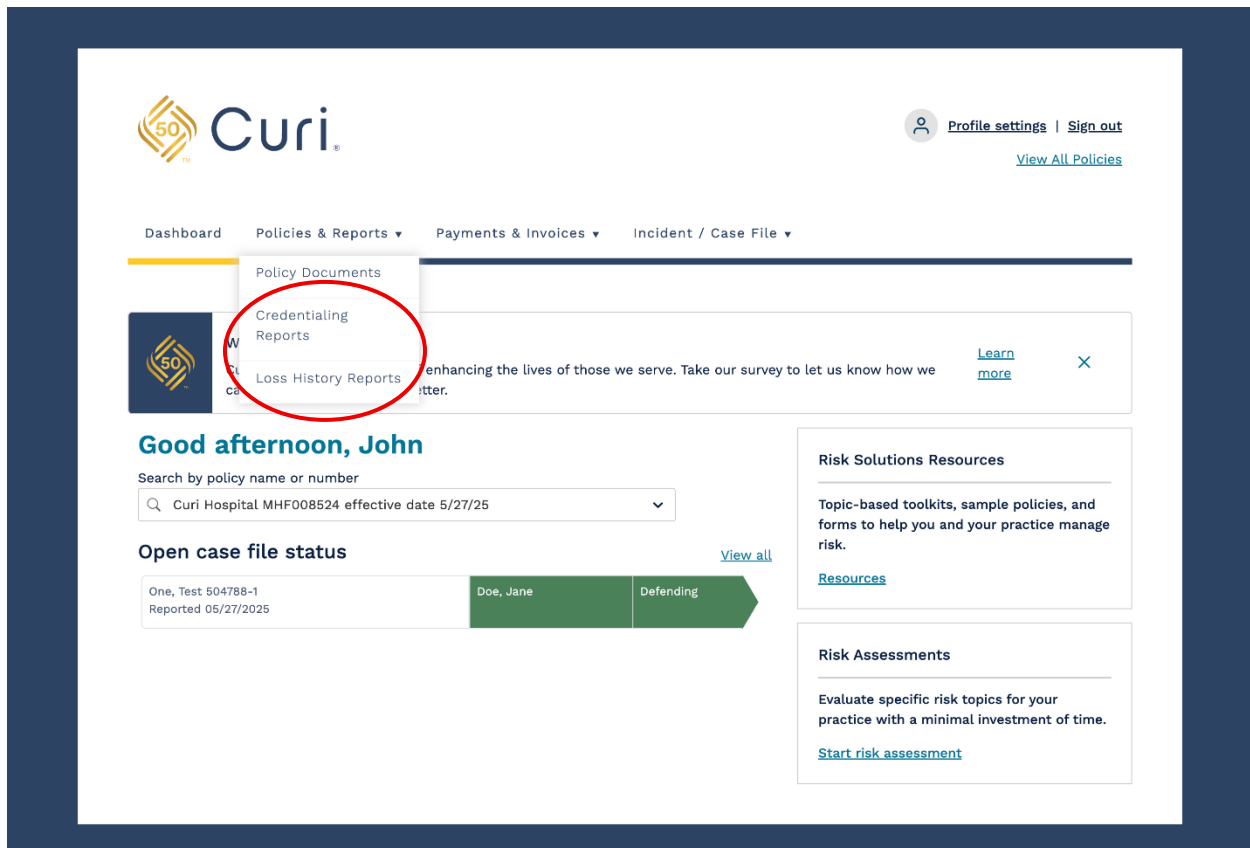 50
Curi®
TM
Profile settings | Sign out
View All Policies
Dashboard Policies & Reports ▼ Payments & Invoices ▼ Incident / Case File ▼
Policy Documents
Credentialing
Reports
Loss History Reports
50
W
Cu enhancing the lives of those we serve. Take our survey to let us know how we
ca etter.
Learn
more
Good afternoon, John
Search by policy name or number
Curi Hospital MHF008524 effective date 5/27/25
Open case file status
View all
One, Test 504788-1
Reported 05/27/2025
Doe, Jane
Defending
Risk Solutions Resources
Topic-based toolkits, sample policies, and
forms to help you and your practice manage
risk.
Resources
Risk Assessments
Evaluate specific risk topics for your
practice with a minimal investment of time.
Start risk assessment